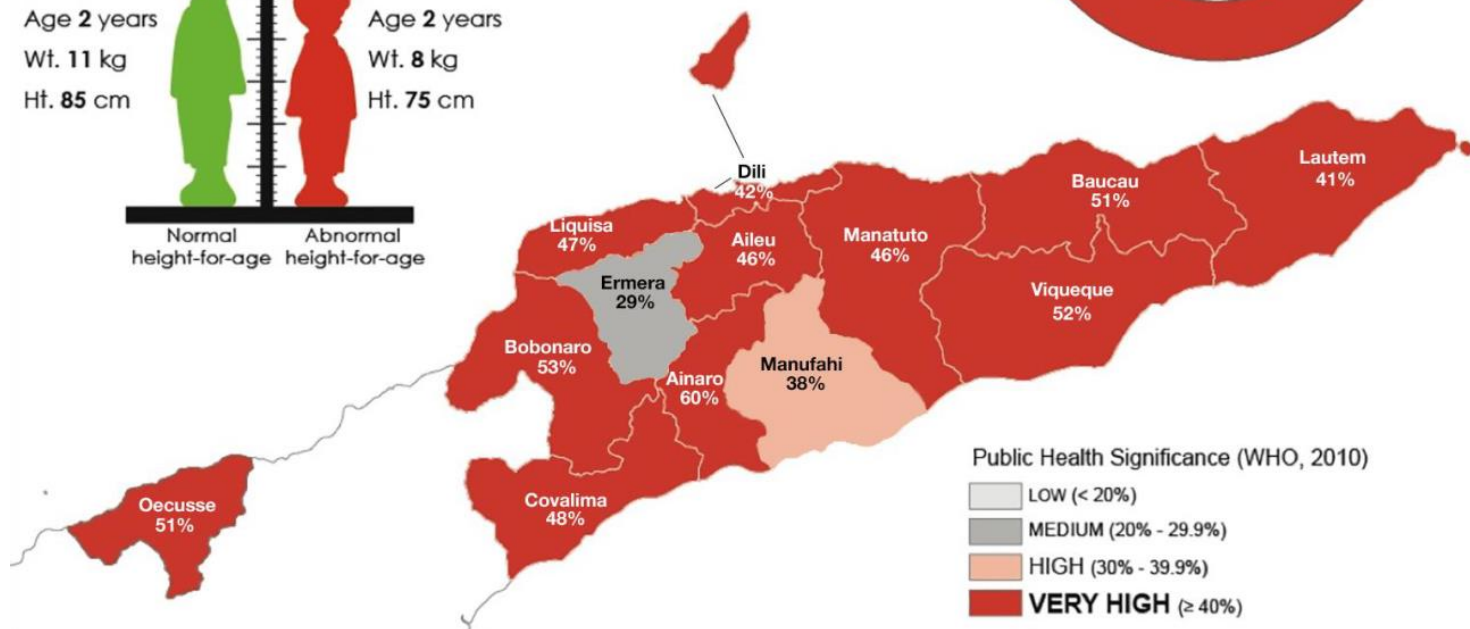 Age 2 years
Wt. 11 kg
Ht. 85 cm
Age 2 years
Wt. 8 kg
Ht. 75 cm
Normal
height-for-age
Abnormal
height-for-age
Dili
42%
Liquisa
47%
Aileu
46%
Manatuto
46%
Baucau
51%
Lautem
41%
Ermera
29%
Viqueque
52%
Bobonaro
53%
Ainaro
60%
Manufahi
38%
Covalima
48%
Oecusse
51%
Public Health Significance (WHO, 2010)
LOW (< 20%)
MEDIUM (20% - 29.9%)
HIGH (30% - 39.9%)
VERY HIGH (≥ 40%)